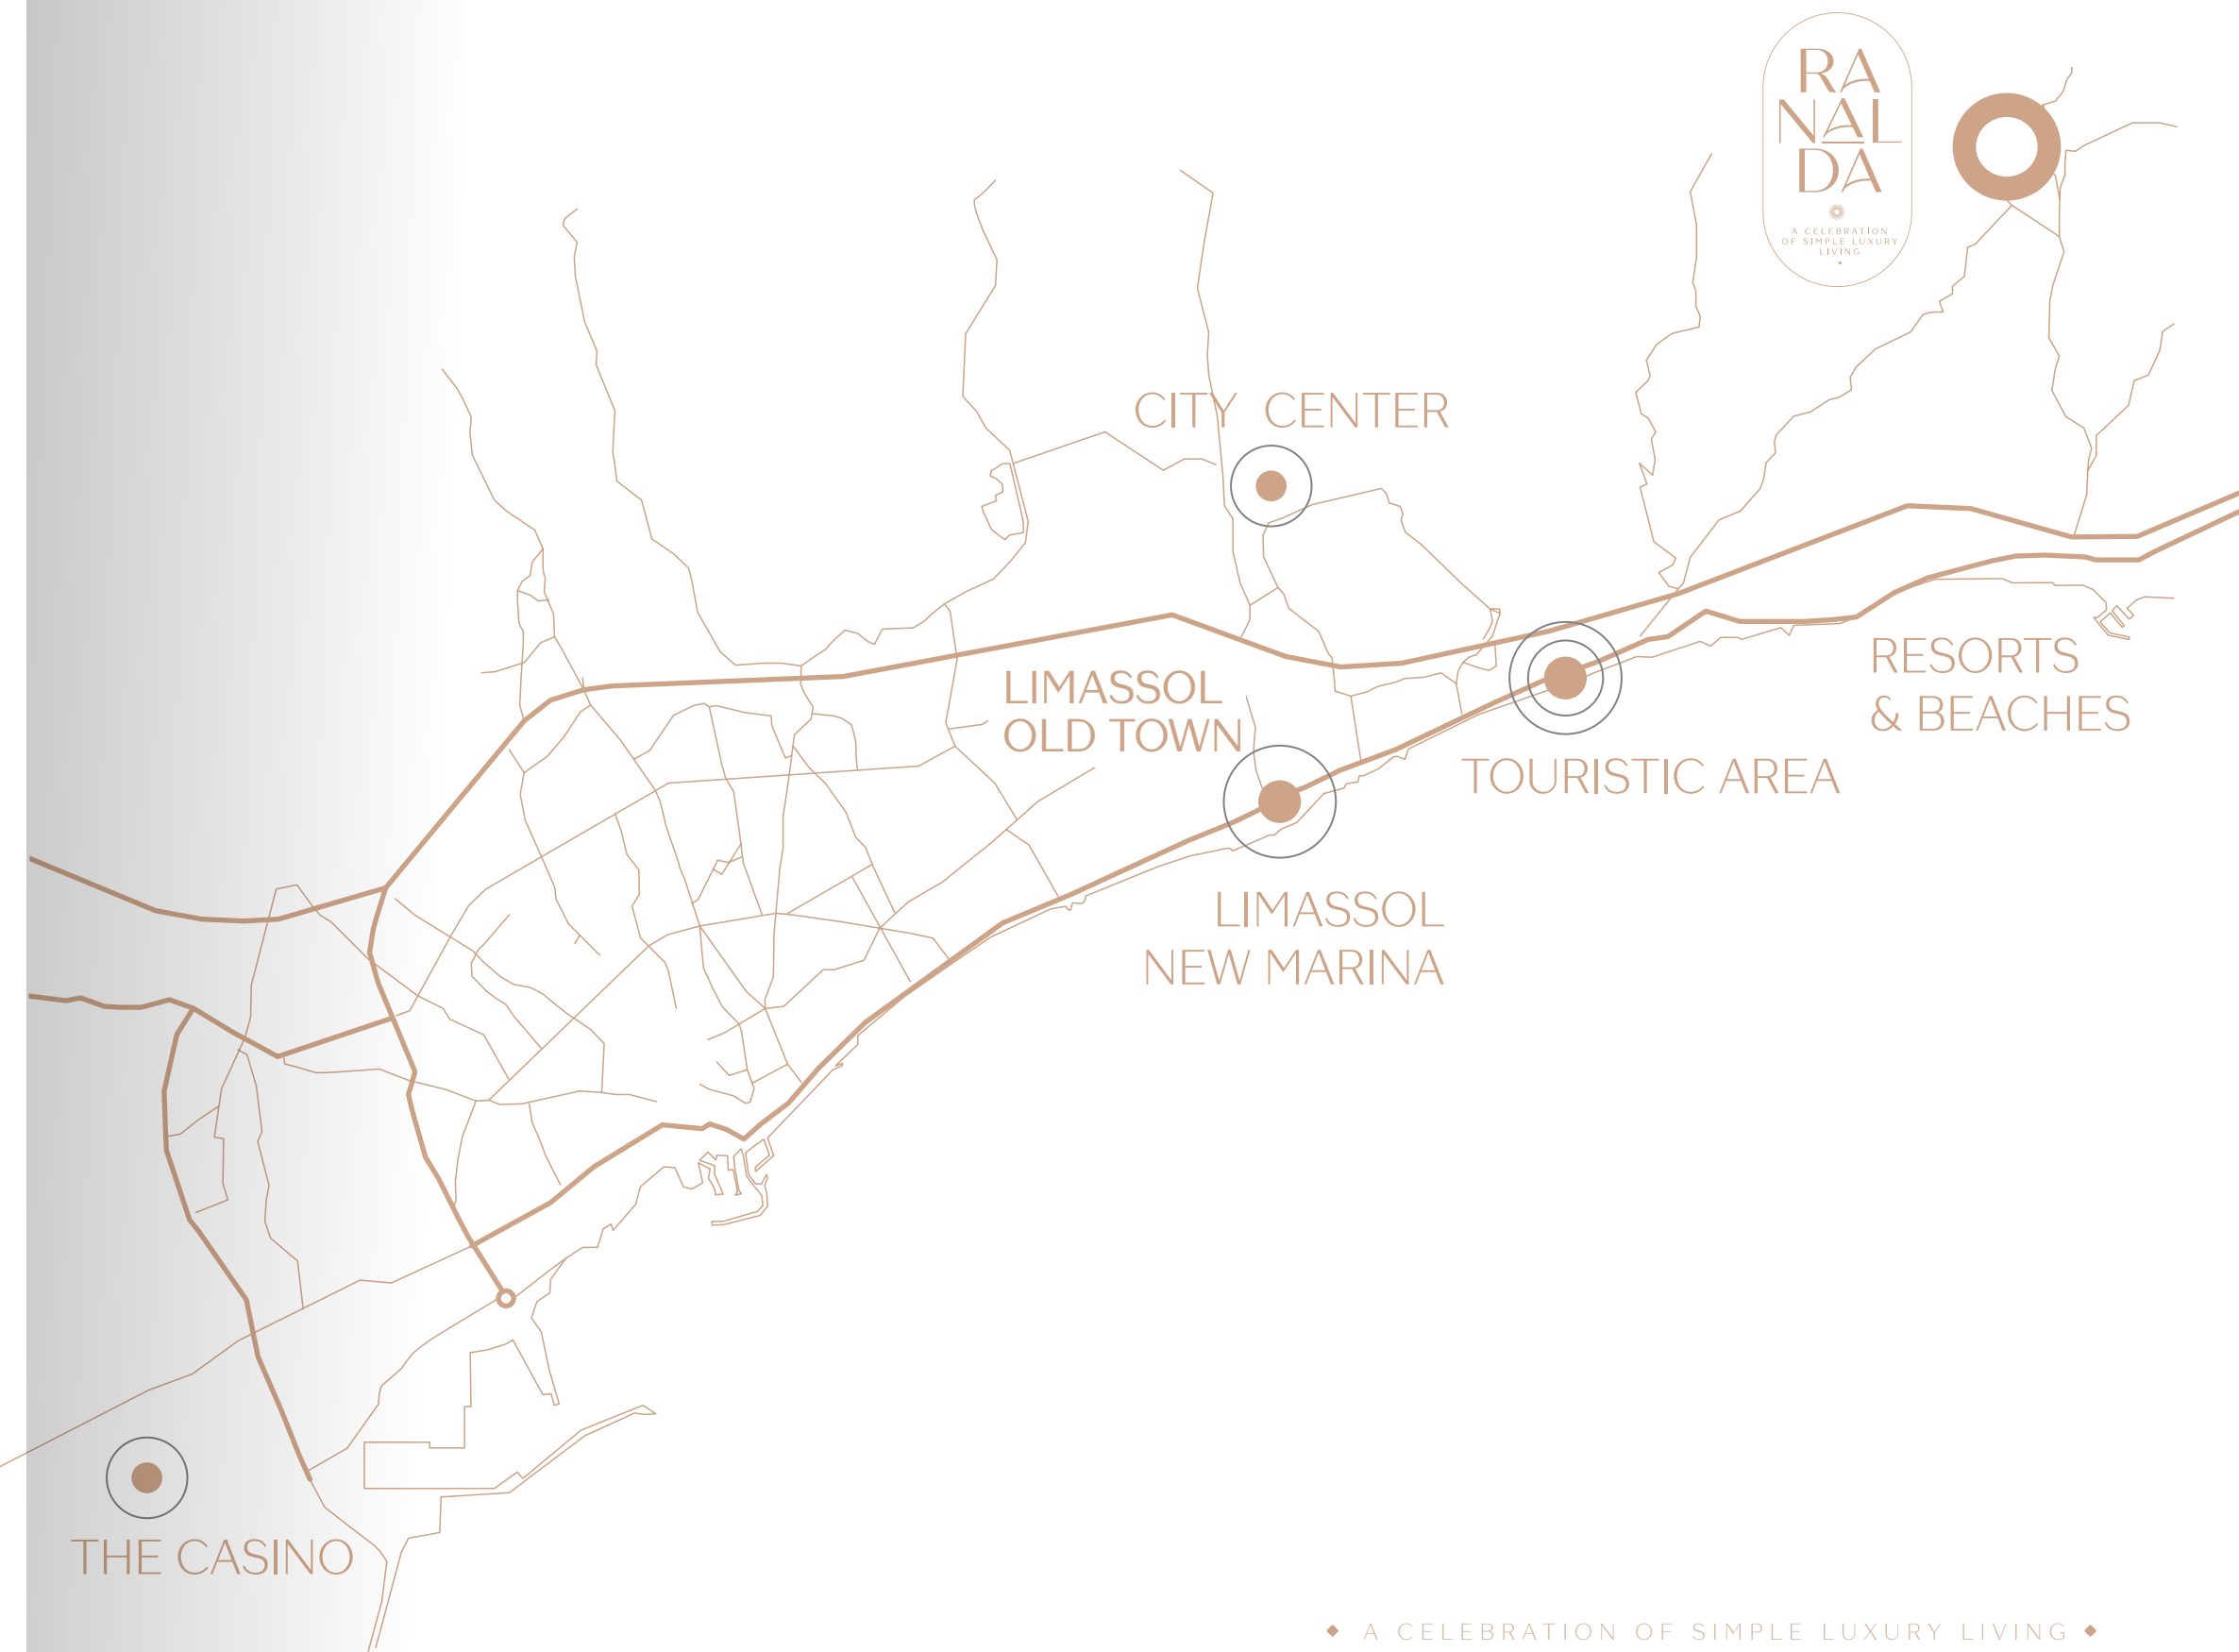 RA
NAL
DA
A CELEBRATION
OF SIMPLE LUXURY
LIVING
CITY CENTER
LIMASSOL
OLD TOWN
RESORTS
& BEACHES
TOURISTIC AREA
LIMASSOL
NEW MARINA
THE CASINO
A CELEBRATION OF SIMPLE LUXURY LIVING